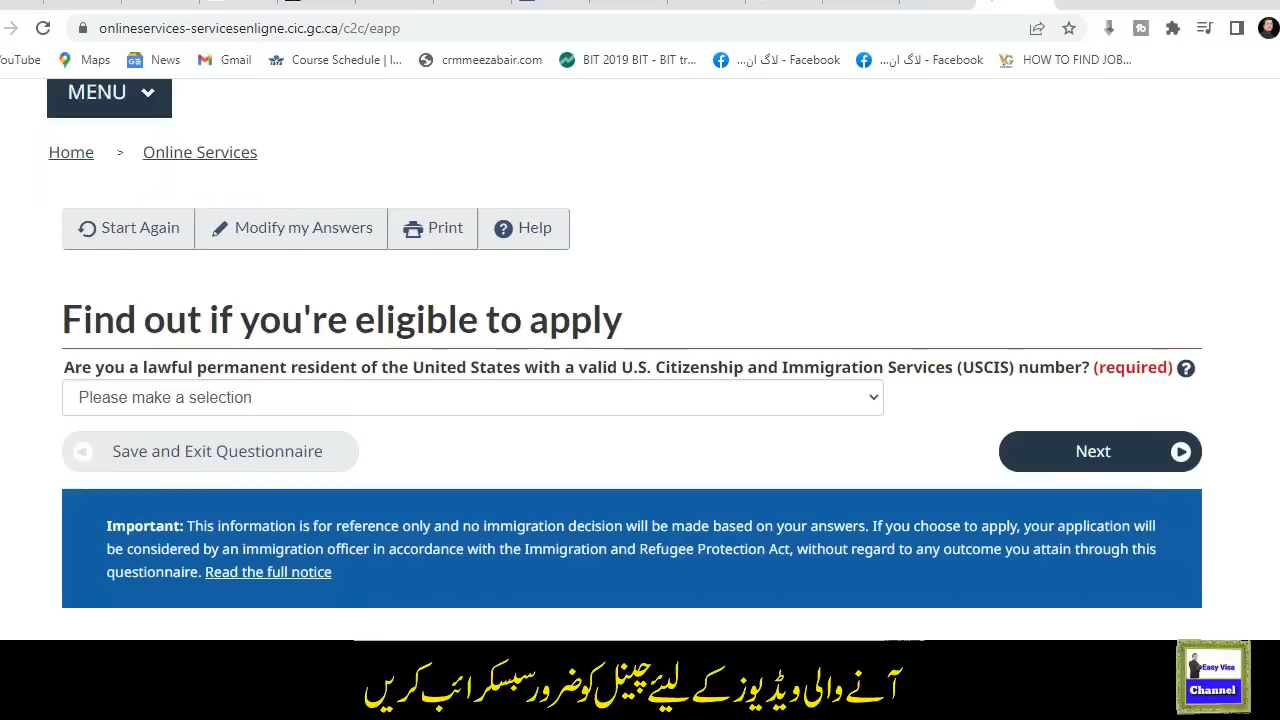 onlineservices-servicesenligne.cic.gc.ca/c2c/eapp
ouTube Maps News Gmail Course Schedule | I... crmmeezabair.com BIT 2019 BIT - BIT tr... لاگ ان... - Facebook لاگ ان... - Facebook HOW TO FIND JOB...
MENU
Home > Online Services
Start Again Modify my Answers Print Help
Find out if you're eligible to apply
Are you a lawful permanent resident of the United States with a valid U.S. Citizenship and Immigration Services (USCIS) number? (required)
Please make a selection
Save and Exit Questionnaire Next
Important: This information is for reference only and no immigration decision will be made based on your answers. If you choose to apply, your application will
be considered by an immigration officer in accordance with the Immigration and Refugee Protection Act, without regard to any outcome you attain through this
questionnaire. Read the full notice
آنے والی ویڈیوز کے لیئے چینل کو ضرور سبسکرائب کریں
Easy Visa
Channel